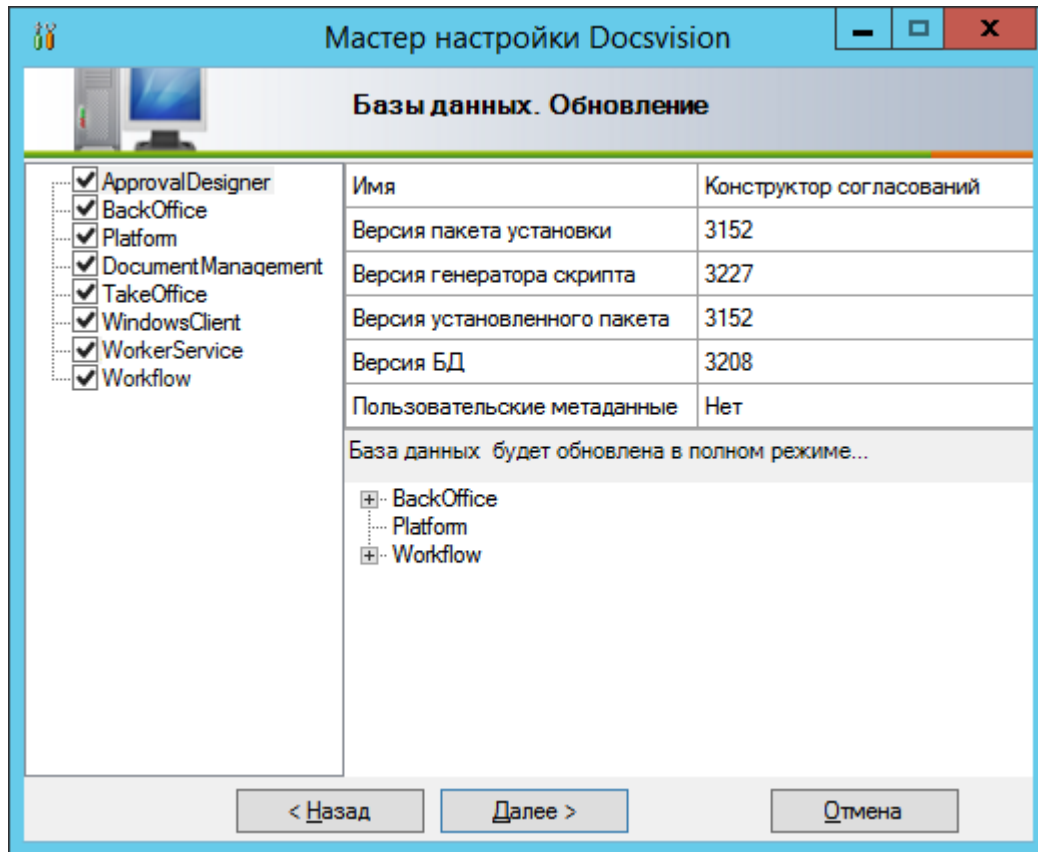 Мастер настройки Docsvision
Базы данных. Обновление
ApprovalDesigner
BackOffice
Platform
DocumentManagement
TakeOffice
WindowsClient
WorkerService
Workflow
Имя Конструктор согласований
Версия пакета установки 3152
Версия генератора скрипта 3227
Версия установленного пакета 3152
Версия БД 3208
Пользовательские метаданные Нет
База данных будет обновлена в полном режиме...
BackOffice
Platform
Workflow
< Назад Далее > Отмена